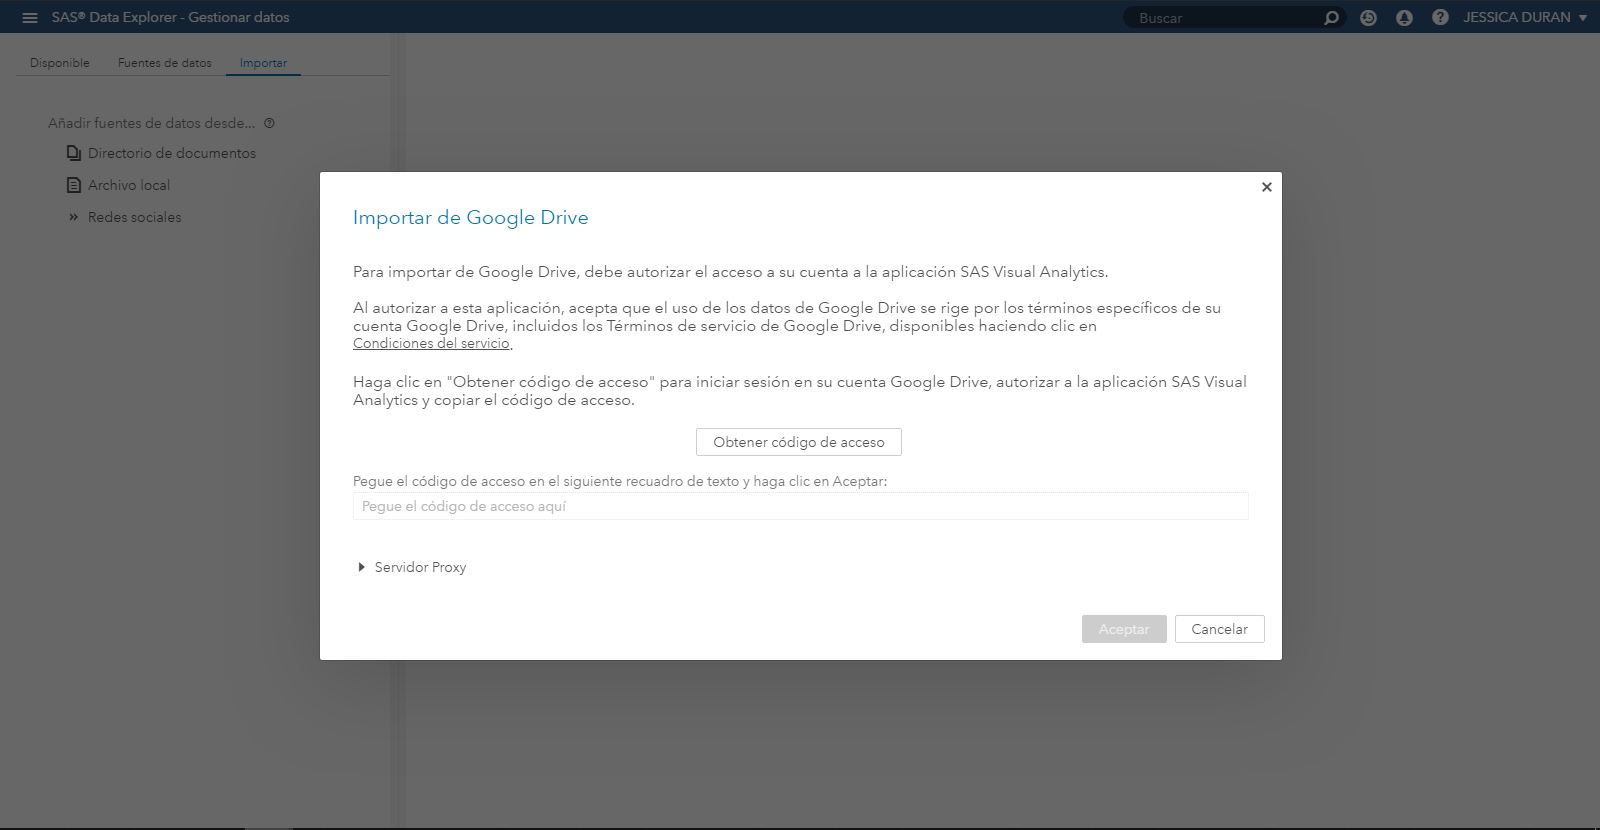 SAS® Data Explorer - Gestionar datos
Buscar
JESSICA DURAN
Disponible
Fuentes de datos
Importar
Añadir fuentes de datos desde...
Directorio de documentos
Archivo local
Redes sociales
Importar de Google Drive
Para importar de Google Drive, debe autorizar el acceso a su cuenta a la aplicación SAS Visual Analytics.
Al autorizar a esta aplicación, acepta que el uso de los datos de Google Drive se rige por los términos específicos de su
cuenta Google Drive, incluidos los Términos de servicio de Google Drive, disponibles haciendo clic en
Condiciones del servicio.
Haga clic en "Obtener código de acceso" para iniciar sesión en su cuenta Google Drive, autorizar a la aplicación SAS Visual
Analytics y copiar el código de acceso.
Obtener código de acceso
Pegue el código de acceso en el siguiente recuadro de texto y haga clic en Aceptar:
Pegue el código de acceso aquí
Servidor Proxy
Aceptar
Cancelar